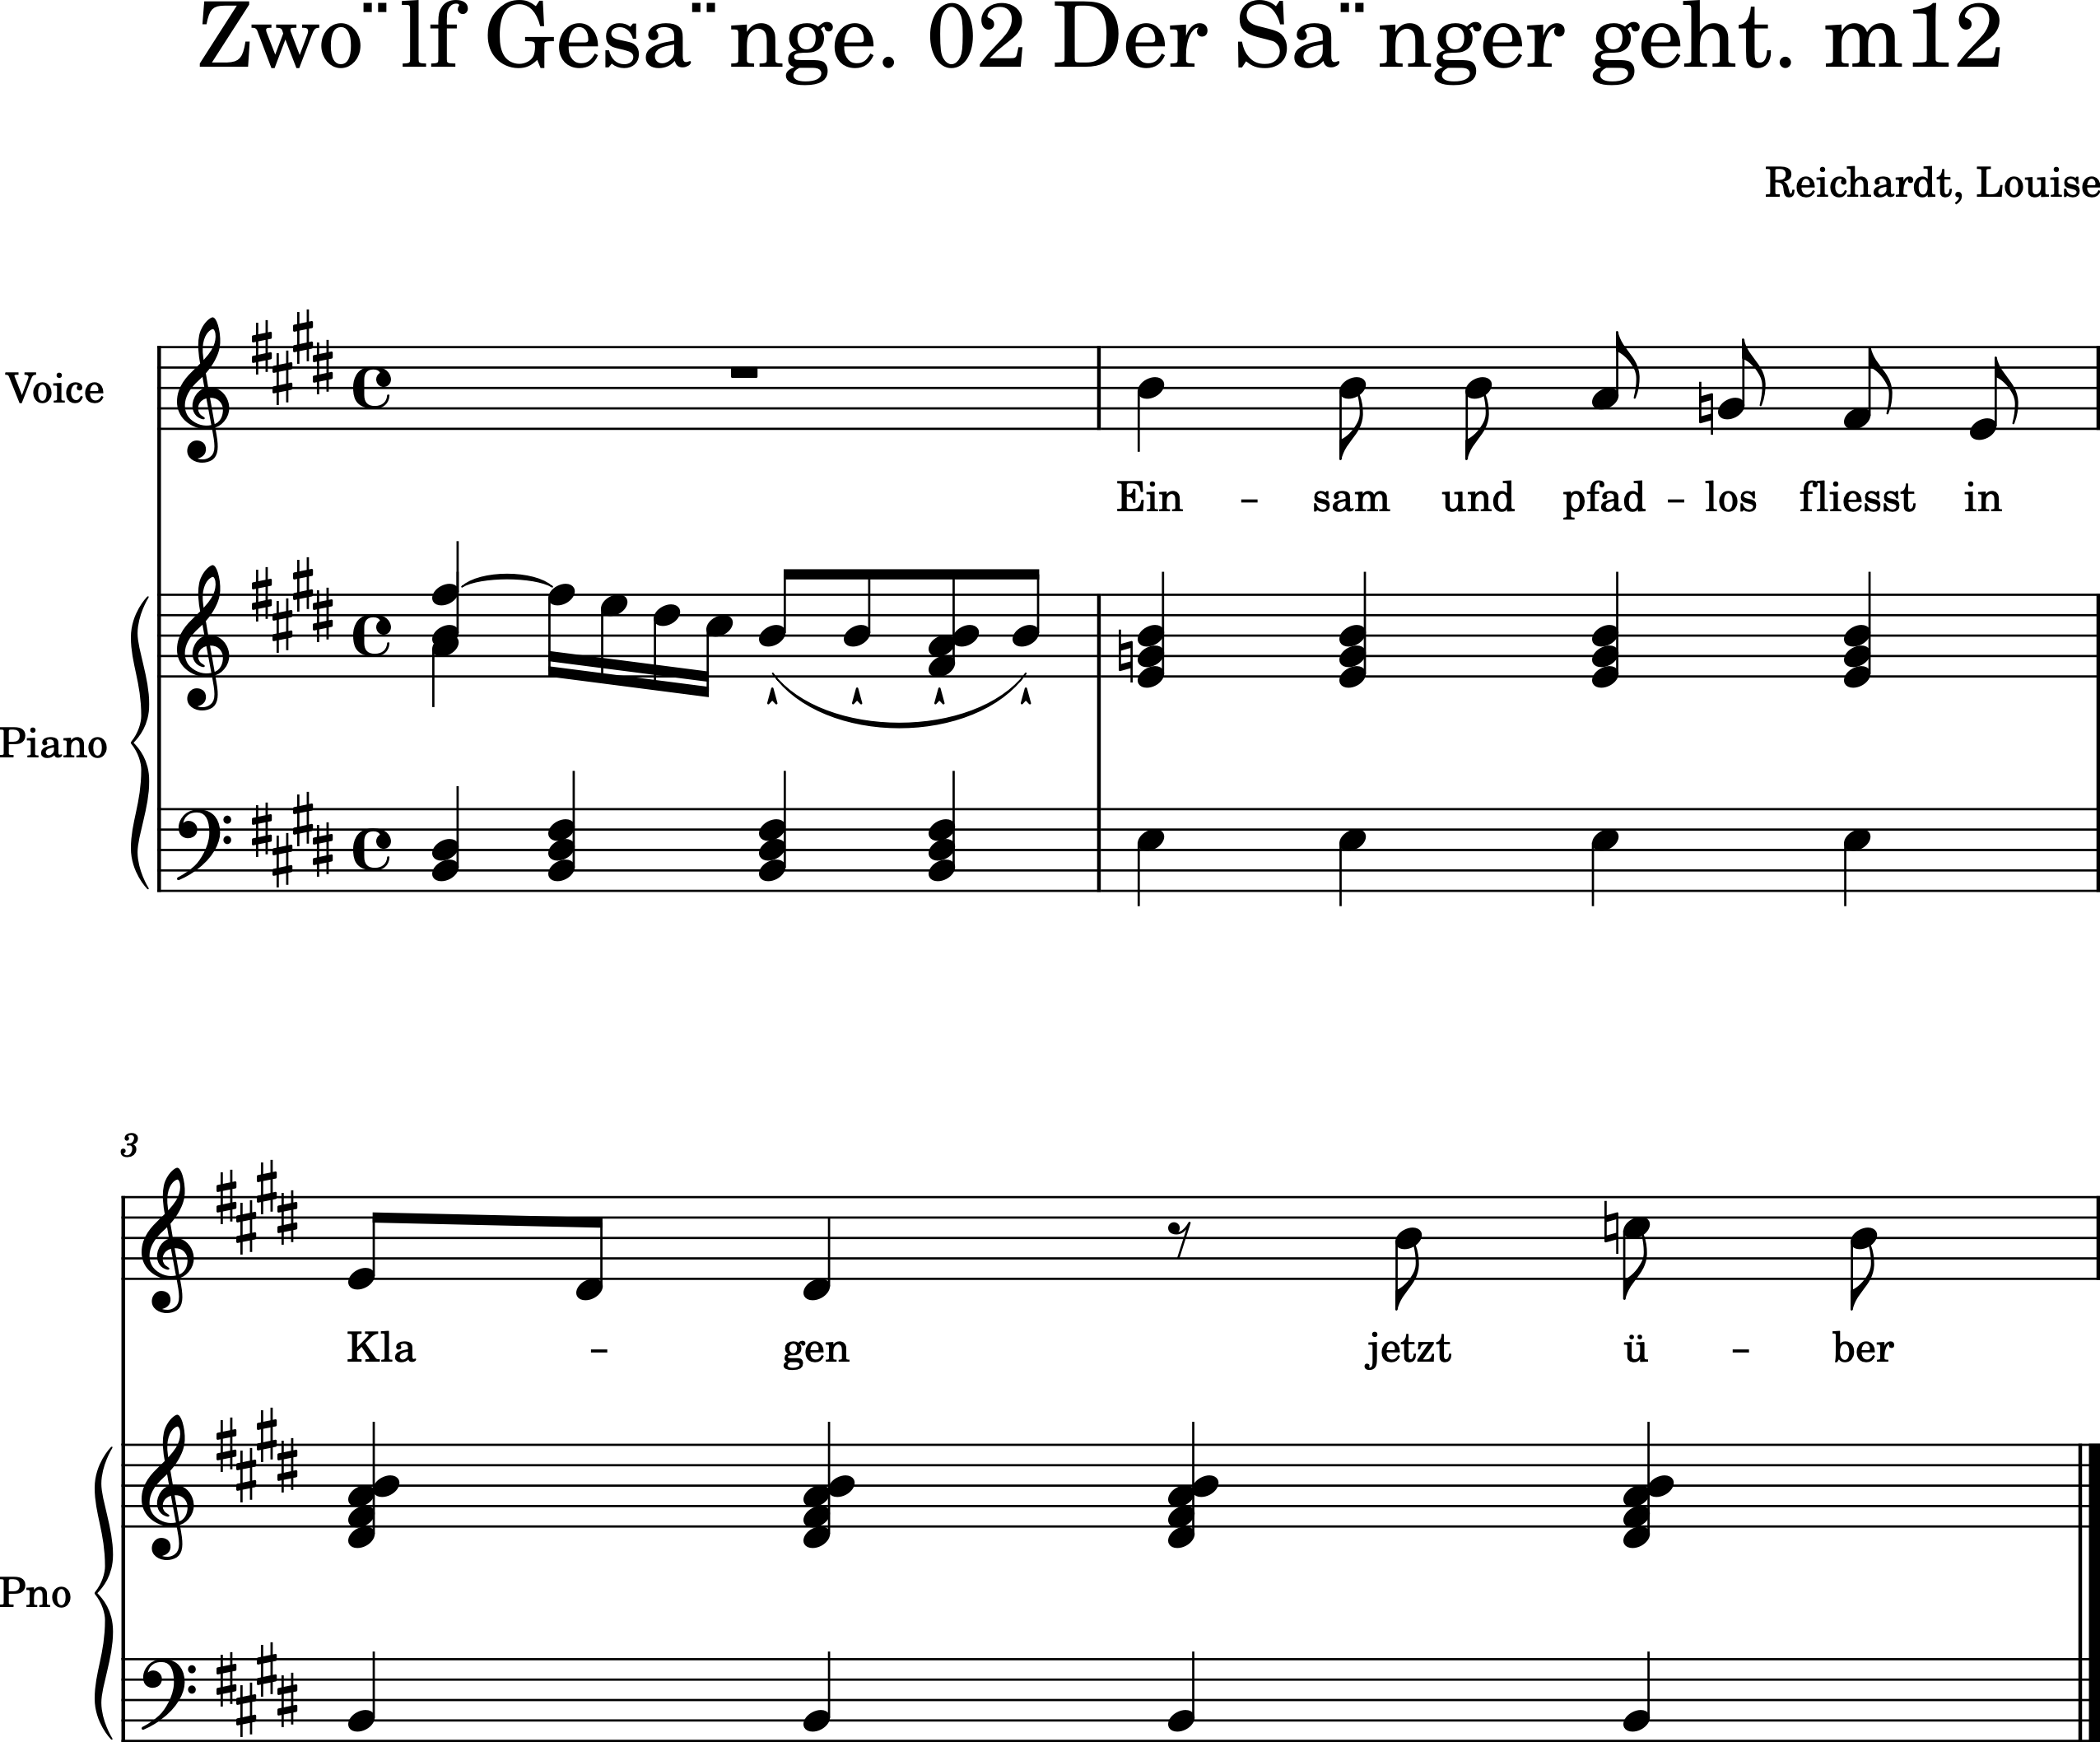 Zwo¨lf Gesa¨nge. 02 Der Sa¨nger geht. m12
Reichardt, Louise
Voice
Ein – sam und pfad – los fliesst in
Piano
3
Kla – gen jetzt ü – ber
Pno